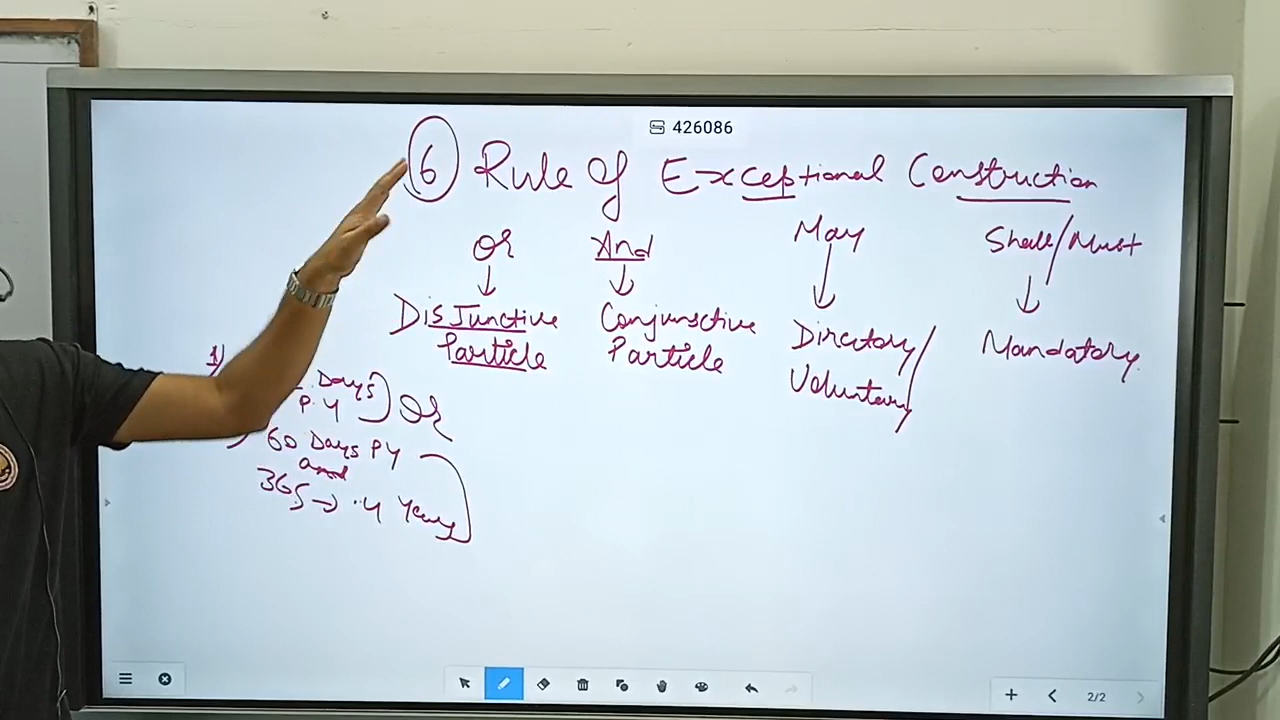 426086
6 Rule Of Exceptional Construction
Or And May Shall/Must
Disjunctive Conjunctive Directory/ Mandatory
Particle Particle Voluntary
1)
Days
P.Y Or
60 Days PY
and
365 → 4 Years
2/2